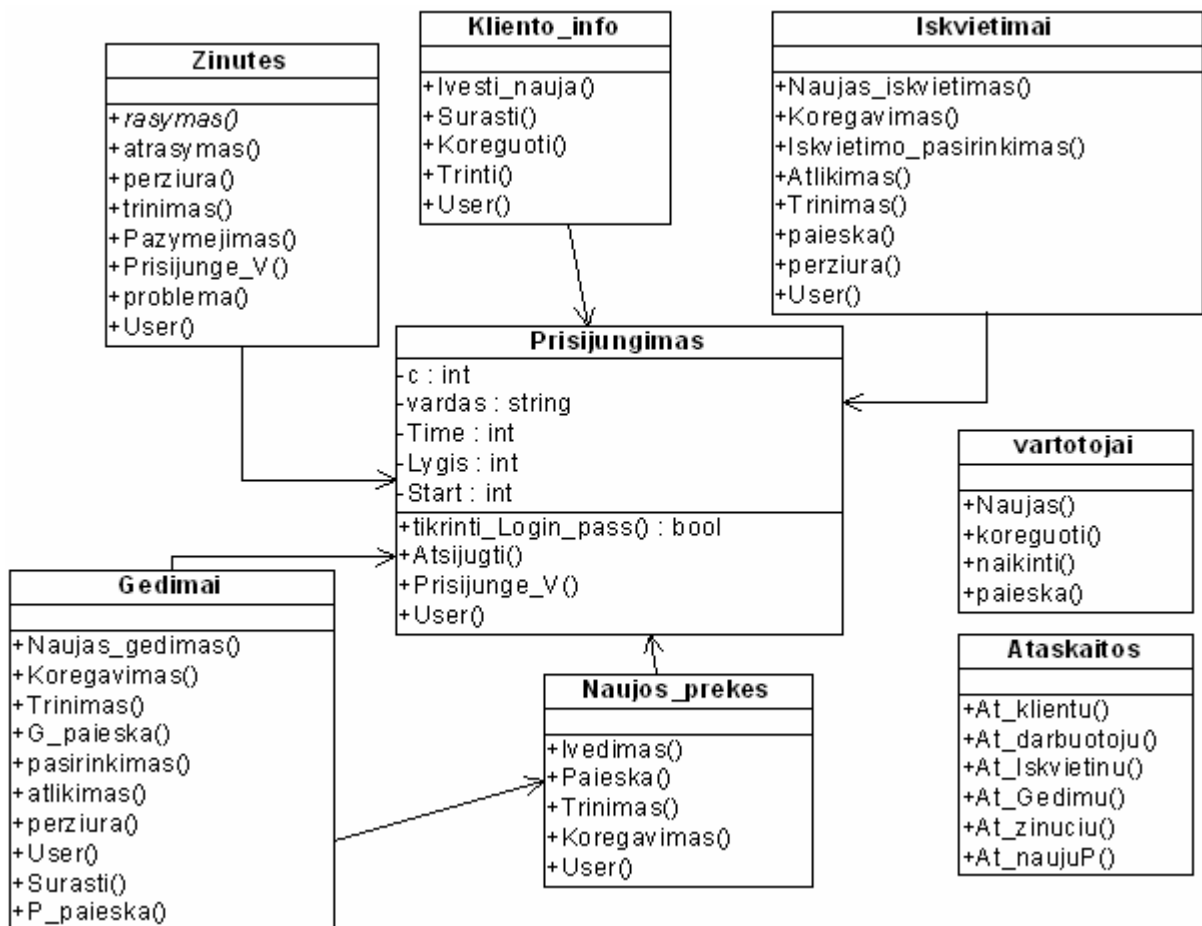 Zinutes
+rasymas()
+atrasymas()
+perziura()
+trinimas()
+Pazymejimas()
+Prisijunge_V()
+problema()
+User()
Kliento_info
+Ivesti_nauja()
+Surasti()
+Koreguoti()
+Trinti()
+User()
Iskvietimai
+Naujas_iskvietimas()
+Koregavimas()
+Iskvietimo_pasirinkimas()
+Atlikimas()
+Trinimas()
+paieska()
+perziura()
+User()
Prisijungimas
-c : int
-vardas : string
-Time : int
-Lygis : int
-Start : int
+tikrinti_Login_pass() : bool
+Atsijugti()
+Prisijunge_V()
+User()
vartotojai
+Naujas()
+koreguoti()
+naikinti()
+paieska()
Gedimai
+Naujas_gedimas()
+Koregavimas()
+Trinimas()
+G_paieska()
+pasirinkimas()
+atlikimas()
+perziura()
+User()
+Surasti()
+P_paieska()
Naujos_prekes
+Ivedimas()
+Paieska()
+Trinimas()
+Koregavimas()
+User()
Ataskaitos
+At_klientu()
+At_darbuotoju()
+At_Iskvietinu()
+At_Gedimu()
+At_zinuciu()
+At_naujuP()